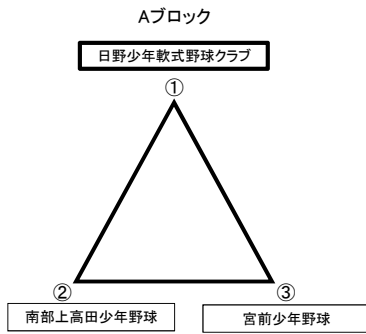 Aブロック
日野少年軟式野球クラブ
①
②
③
南部上高田少年野球
宮前少年野球